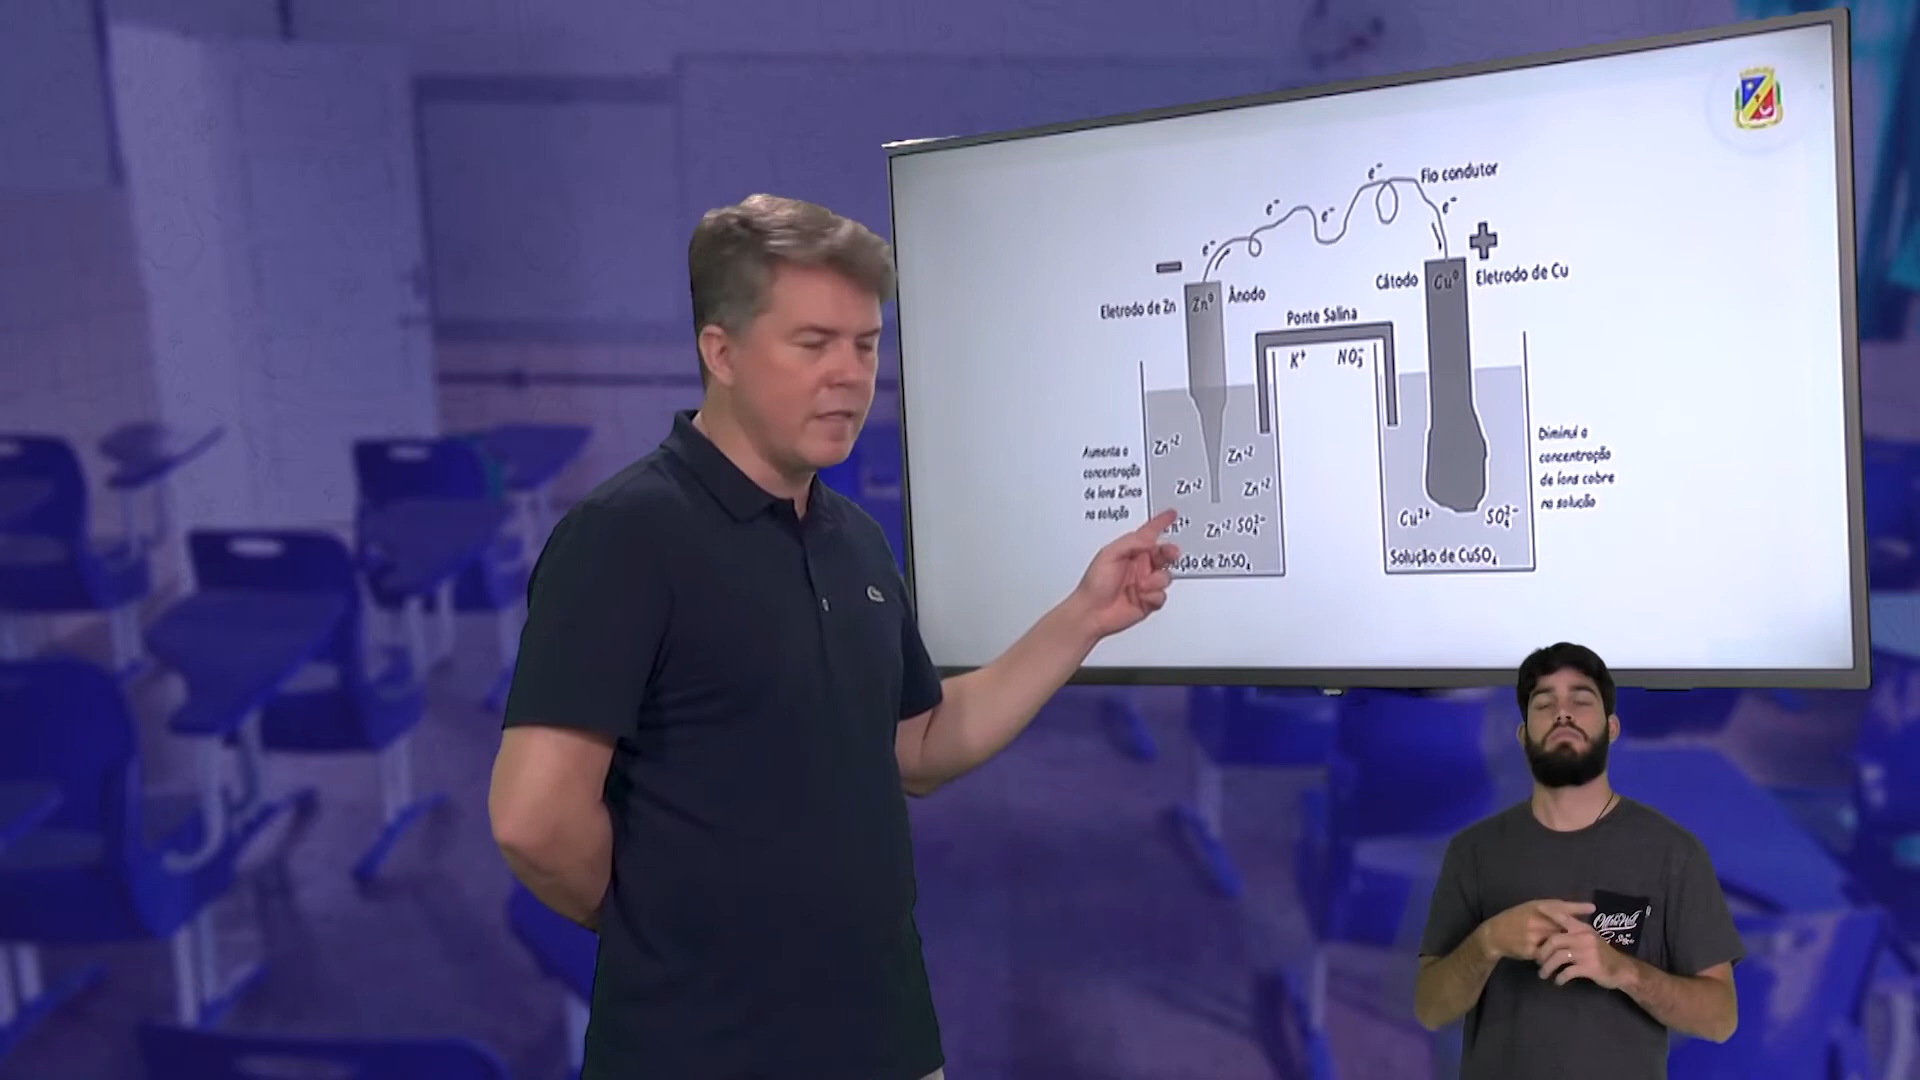 e⁻
Fio condutor
e⁻
e⁻
e⁻
e⁻
Eletrodo de Zn
Zn⁰
Ânodo
Cátodo
Cu⁰
Eletrodo de Cu
Ponte Salina
K⁺
NO₃⁻
Aumenta a
concentração
de íons Zinco
na solução
Zn⁺²
Zn⁺²
Zn⁺²
Zn⁺²
Zn⁺²
SO₄²⁻
de ZnSO₄
Diminui a
concentração
de íons cobre
na solução
Cu²⁺
SO₄²⁻
Solução de CuSO₄